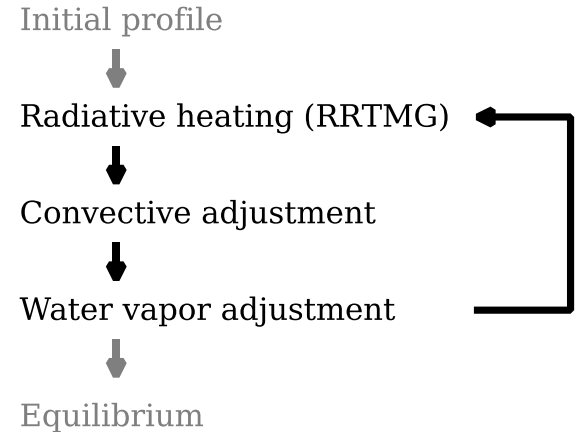 Initial profile
Radiative heating (RRTMG)
Convective adjustment
Water vapor adjustment
Equilibrium